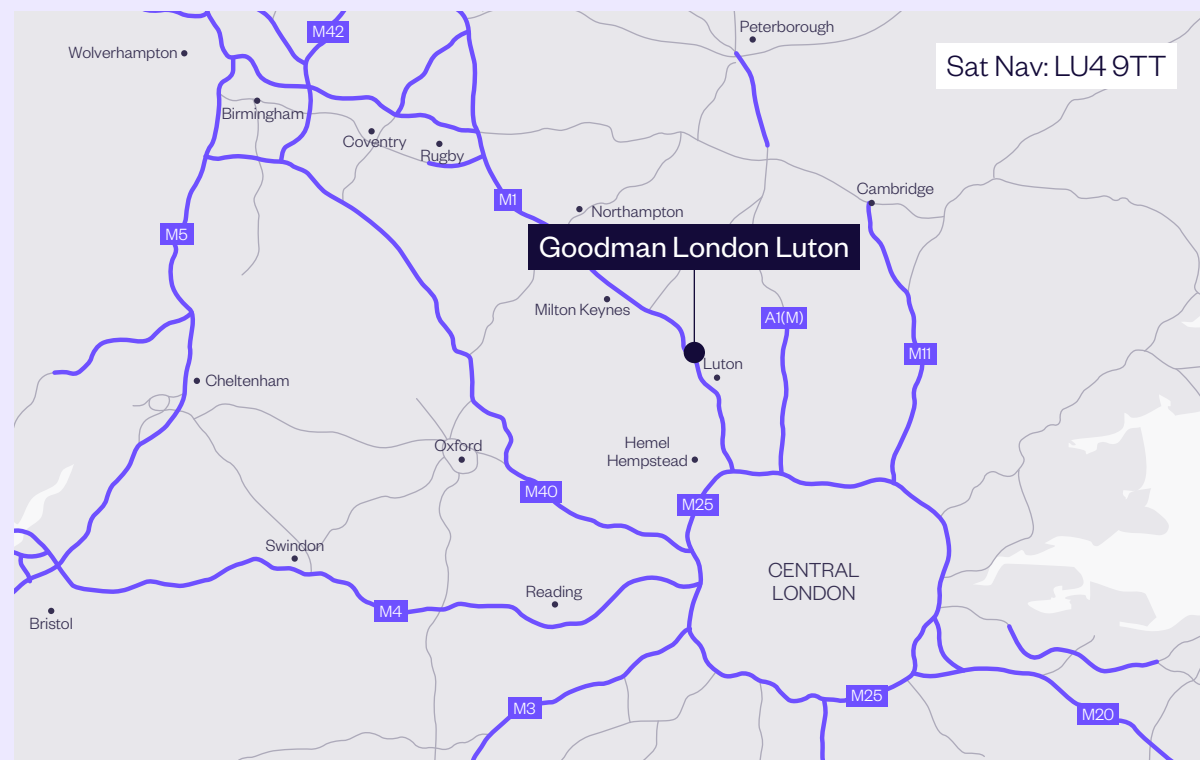 M42
Peterborough
Wolverhampton
Sat Nav: LU4 9TT
Birmingham
Coventry
Rugby
Cambridge
M1
Northampton
M5
Goodman London Luton
Milton Keynes
A1(M)
M11
Luton
Cheltenham
Hemel
Hempstead
Oxford
M40
M25
Swindon
CENTRAL
LONDON
Reading
M4
Bristol
M25
M3
M20